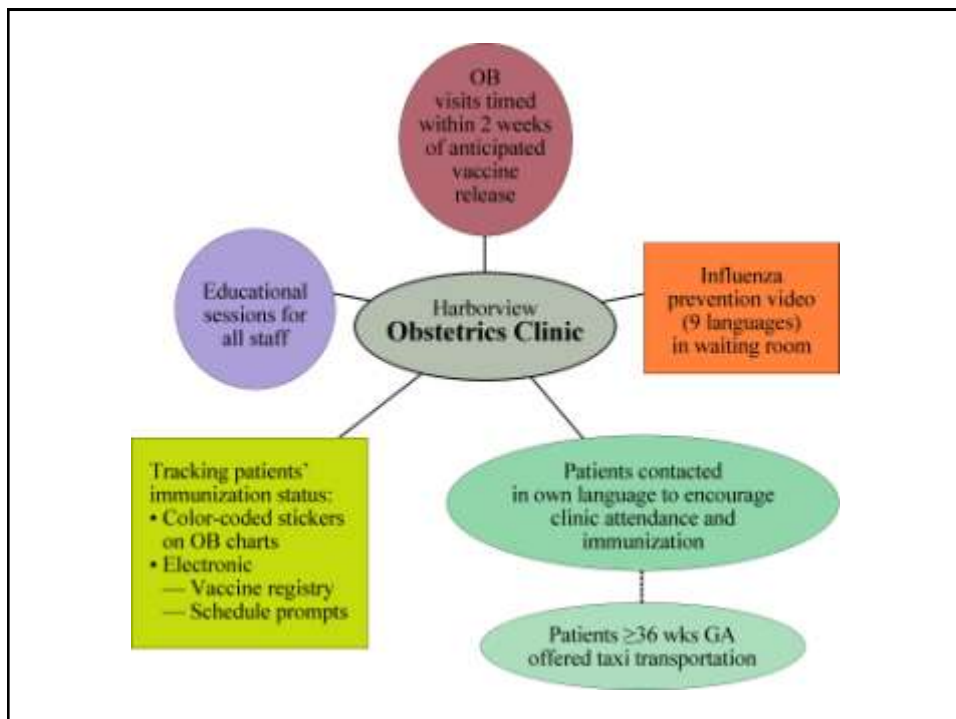 OB
visits timed
within 2 weeks
of anticipated
vaccine
release
Educational
sessions for
all staff
Harborview
Obstetrics Clinic
Influenza
prevention video
(9 languages)
in waiting room
Tracking patients’
immunization status:
• Color-coded stickers
on OB charts
• Electronic
— Vaccine registry
— Schedule prompts
Patients contacted
in own language to encourage
clinic attendance and
immunization
Patients ≥36 wks GA
offered taxi transportation